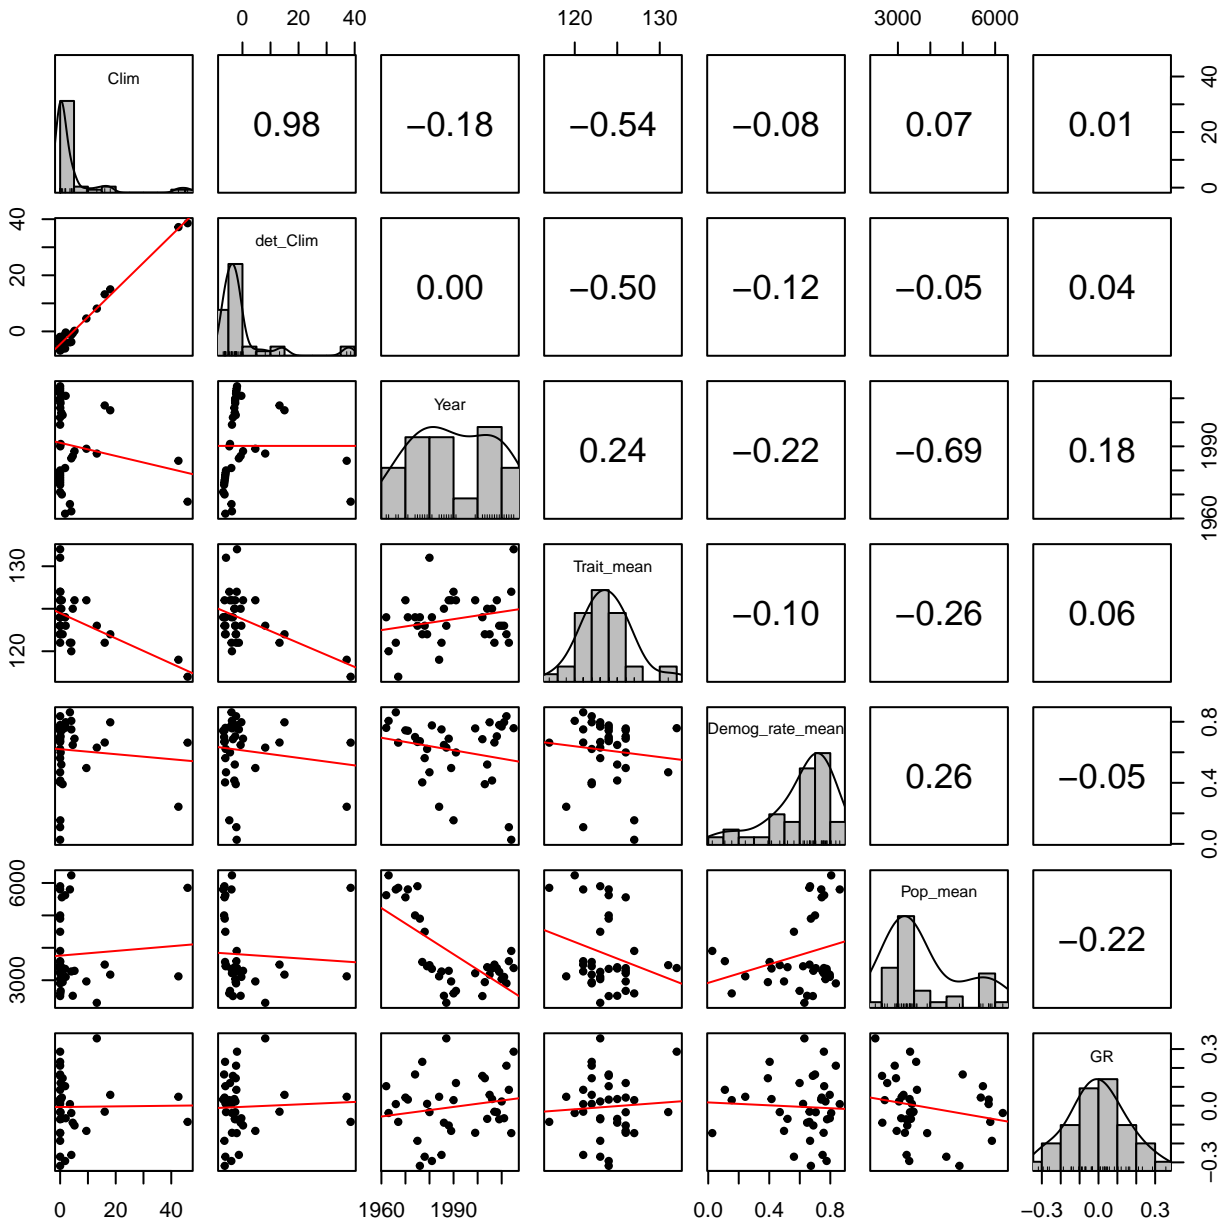 0 40 120 130 3000 6000
Clim 0.98 −0.18 −0.54 −0.08 0.07 0.01 0 20 40
0 20 40 det_Clim 0.00 −0.50 −0.12 −0.05 0.04
Year 0.24 −0.22 −0.69 0.18 1960 1990
120 130 Trait_mean −0.10 −0.26 0.06
Demog_rate_mean 0.26 −0.05 0.0 0.4 0.8
3000 6000 Pop_mean −0.22
GR −0.3 0.0 0.3
0 20 40 1960 1990 0.0 0.4 0.8 −0.3 0.0 0.3